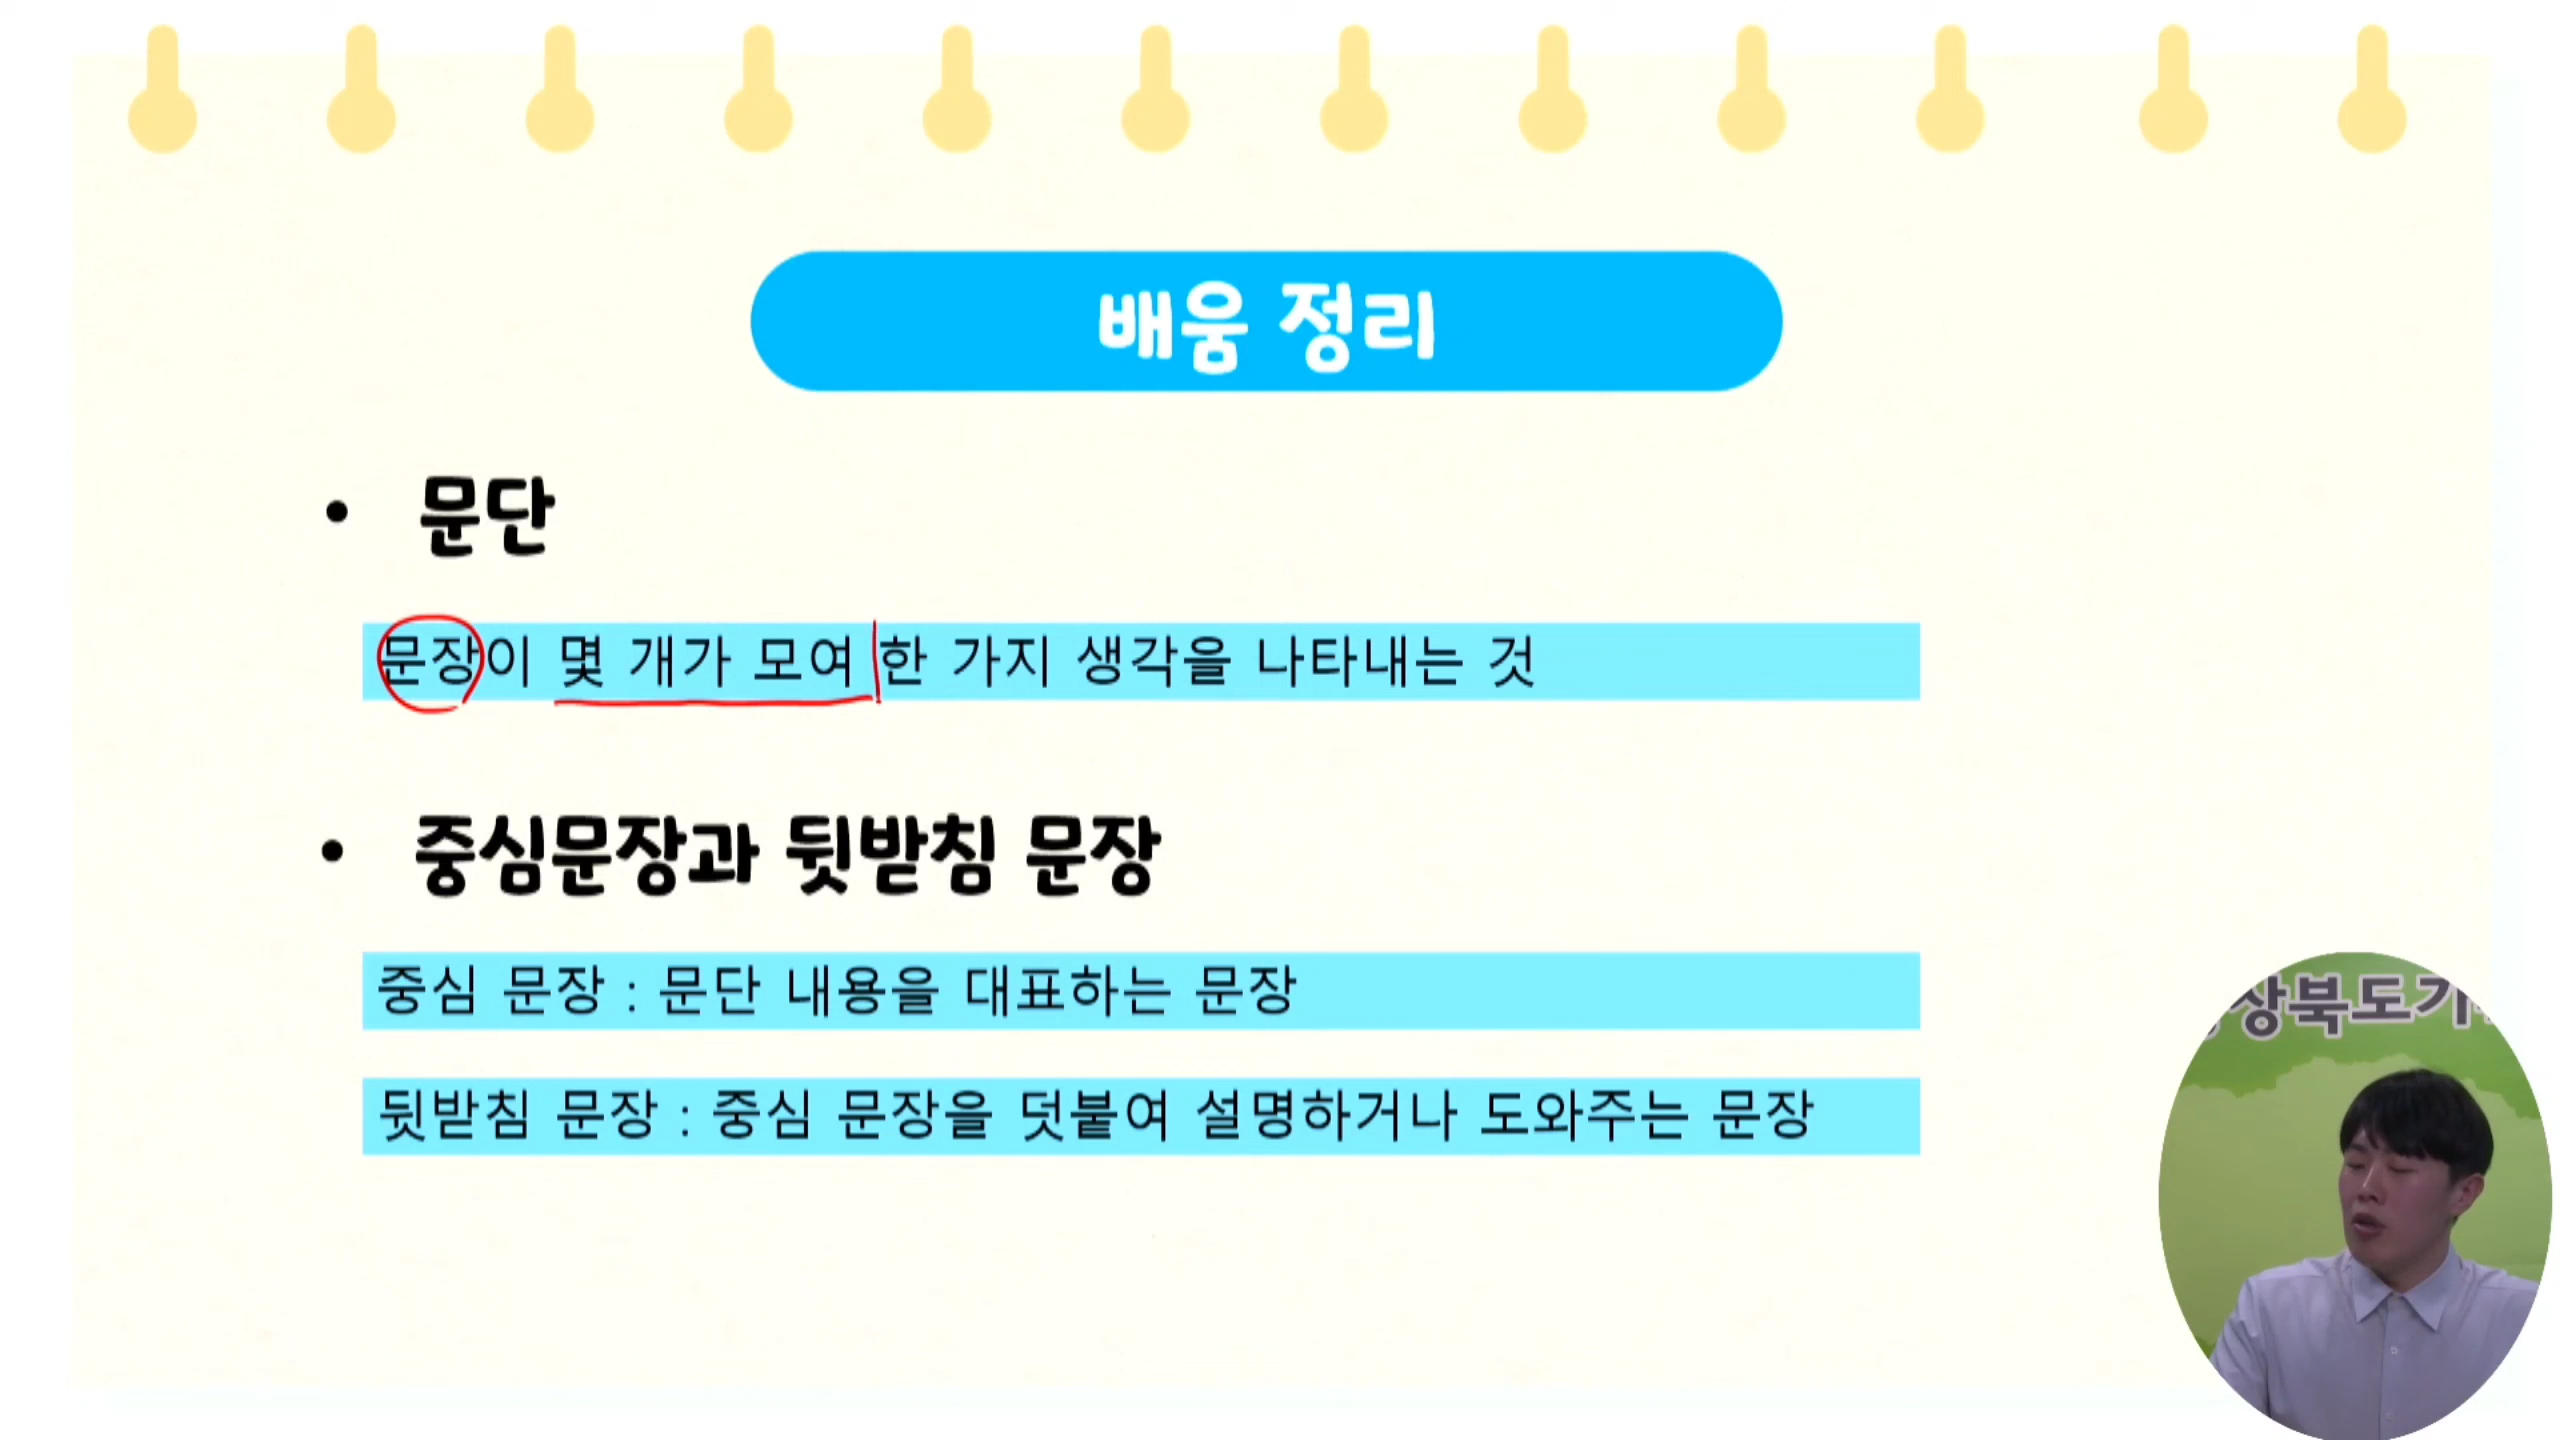 배움 정리
• 문단
문장이 몇 개가 모여 한 가지 생각을 나타내는 것
• 중심문장과 뒷받침 문장
중심 문장 : 문단 내용을 대표하는 문장
뒷받침 문장 : 중심 문장을 덧붙여 설명하거나 도와주는 문장
상북도